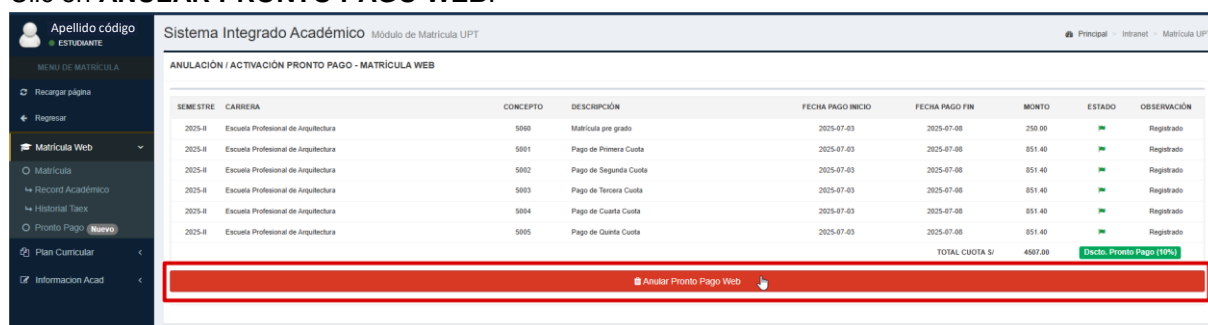 Clic en ANULAR PRONTO PAGO WEB.
Apellido código
ESTUDIANTE
Sistema Integrado Académico Módulo de Matrícula UPT
Principal > Intranet > Matrícula UPT
MENU DE MATRÍCULA
Recargar página
Regresar
Matrícula Web
Matrícula
Record Académico
Historial Taex
Pronto Pago Nuevo
Plan Curricular
Informacion Acad
ANULACIÓN / ACTIVACIÓN PRONTO PAGO - MATRÍCULA WEB
SEMESTRE CARRERA CONCEPTO DESCRIPCIÓN FECHA PAGO INICIO FECHA PAGO FIN MONTO ESTADO OBSERVACIÓN
2025-II Escuela Profesional de Arquitectura 5060 Matrícula pre grado 2025-07-03 2025-07-08 250.00 Registrado
2025-II Escuela Profesional de Arquitectura 5001 Pago de Primera Cuota 2025-07-03 2025-07-08 851.40 Registrado
2025-II Escuela Profesional de Arquitectura 5002 Pago de Segunda Cuota 2025-07-03 2025-07-08 851.40 Registrado
2025-II Escuela Profesional de Arquitectura 5003 Pago de Tercera Cuota 2025-07-03 2025-07-08 851.40 Registrado
2025-II Escuela Profesional de Arquitectura 5004 Pago de Cuarta Cuota 2025-07-03 2025-07-08 851.40 Registrado
2025-II Escuela Profesional de Arquitectura 5005 Pago de Quinta Cuota 2025-07-03 2025-07-08 851.40 Registrado
TOTAL CUOTA S/ 4507.00 Dscto. Pronto Pago (10%)
Anular Pronto Pago Web